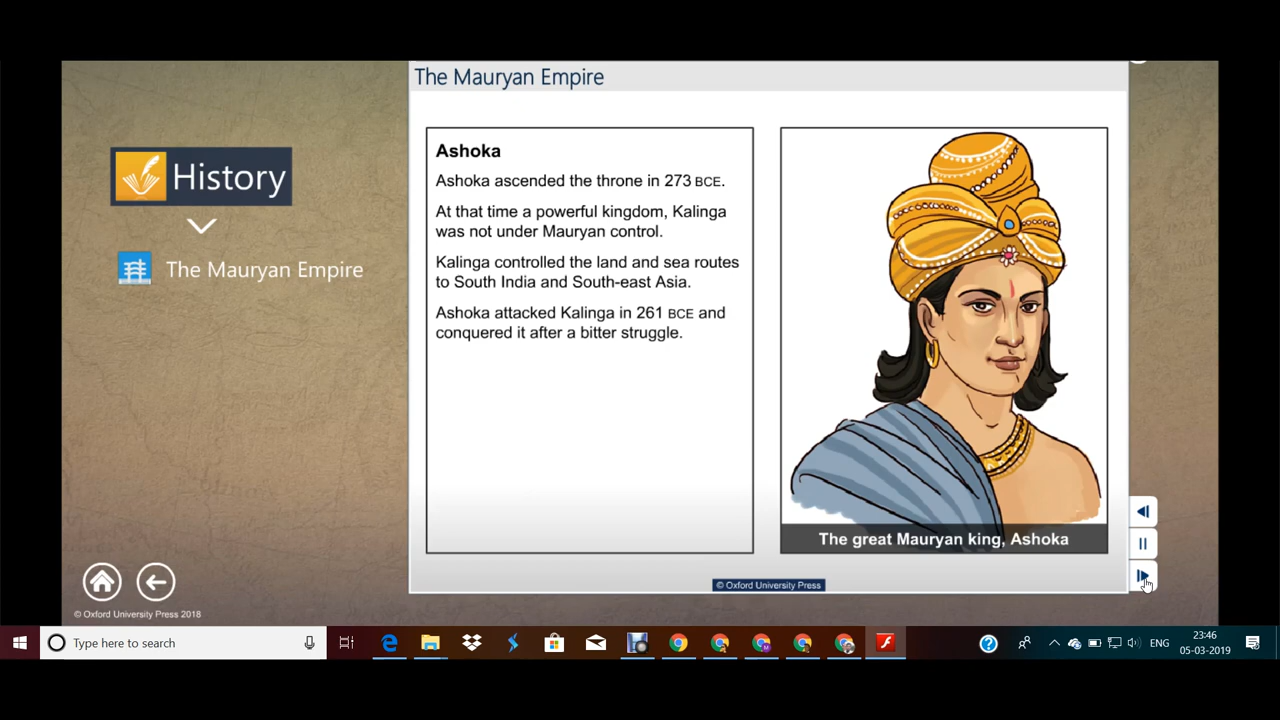 The Mauryan Empire
History
The Mauryan Empire
Ashoka
Ashoka ascended the throne in 273 BCE.
At that time a powerful kingdom, Kalinga
was not under Mauryan control.
Kalinga controlled the land and sea routes
to South India and South-east Asia.
Ashoka attacked Kalinga in 261 BCE and
conquered it after a bitter struggle.
The great Mauryan king, Ashoka
© Oxford University Press
© Oxford University Press 2018
Type here to search
ENG
23:46
05-03-2019